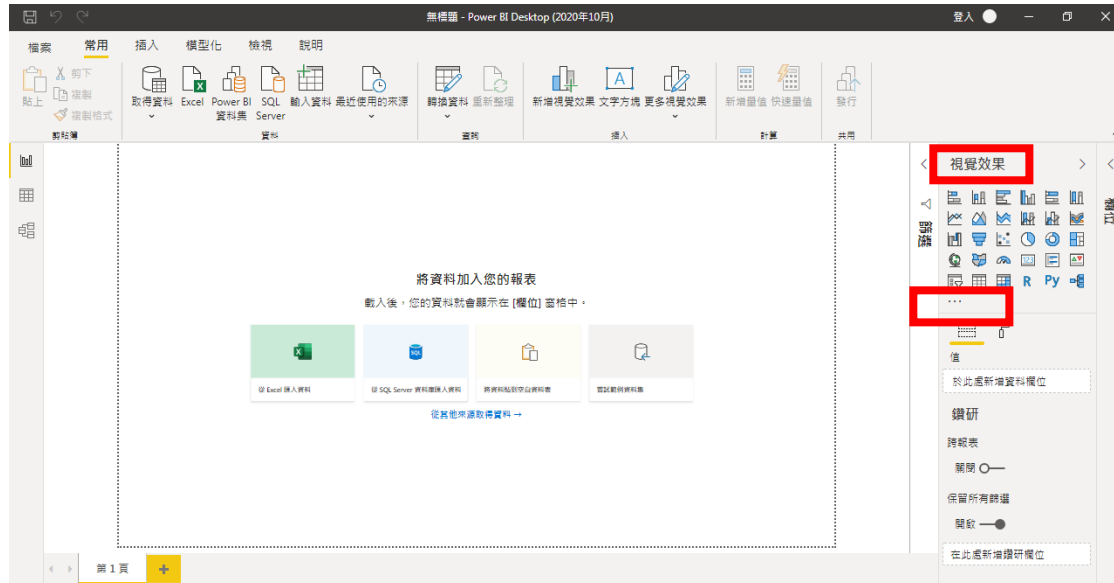 無標題 - Power BI Desktop (2020年10月)
登入
檔案 常用 插入 模型化 檢視 說明
貼上
剪下
複製
複製格式
取得資料 Excel Power BI 資料集 SQL Server 輸入資料 最近使用的來源
轉換資料 重新整理
新增視覺效果 文字方塊 更多視覺效果
新增量值 快速量值
發行
剪貼簿 資料 查詢 插入 計算 共用
視覺效果
篩選
欄位
123
R Py
...
將資料加入您的報表
載入後，您的資料就會顯示在 [欄位] 窗格中。
從 Excel 匯入資料
從 SQL Server 資料庫匯入資料
將資料貼到空白資料表
嘗試範例資料集
從其他來源取得資料 →
值
於此處新增資料欄位
鑽研
跨報表
關閉
保留所有篩選
開啟
在此處新增鑽研欄位
第 1 頁